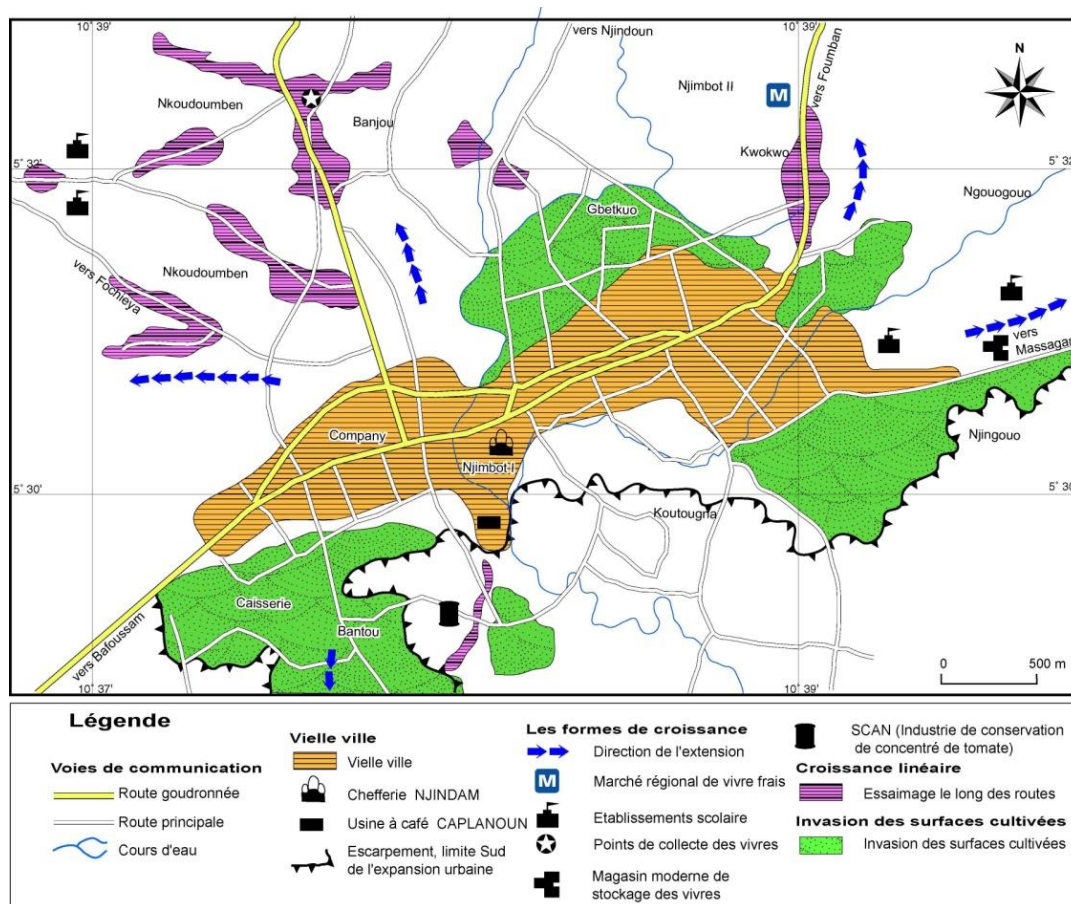 10° 39'
10° 39'
vers Njindoun
vers Foumban
N
Nkoudoumben
Njimbot II
M
Banjou
5° 33'
Kwokwo
5° 32
Ngouogouo
Gbetkuo
Nkoudoumben
vers Fochieya
vers
Massagam
Company
Njingouo
Njimbot I
5° 30'
5° 30'
Koutougna
Caisserie
Bantou
vers Bafoussam
0 500 m
10° 37'
10° 39'
Légende
Voies de communication
Route goudronnée
Route principale
Cours d'eau
Vielle ville
Vielle ville
Chefferie NJINDAM
Usine à café CAPLANOUN
Escarpement, limite Sud
de l'expansion urbaine
Les formes de croissance
Direction de l'extension
M
Marché régional de vivre frais
Etablissements scolaire
Points de collecte des vivres
Magasin moderne de
stockage des vivres
SCAN (Industrie de conservation
de concentré de tomate)
Croissance linéaire
Essaimage le long des routes
Invasion des surfaces cultivées
Invasion des surfaces cultivées